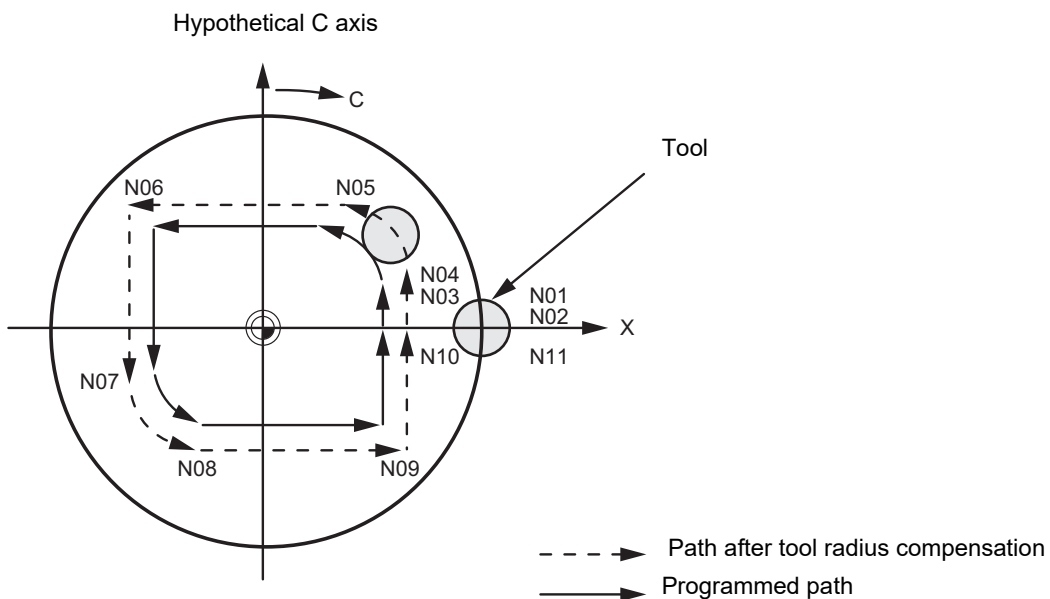 Hypothetical C axis
C
Tool
N06
N05
N04
N03
N01
N02
X
N10
N11
N07
N08
N09
Path after tool radius compensation
Programmed path